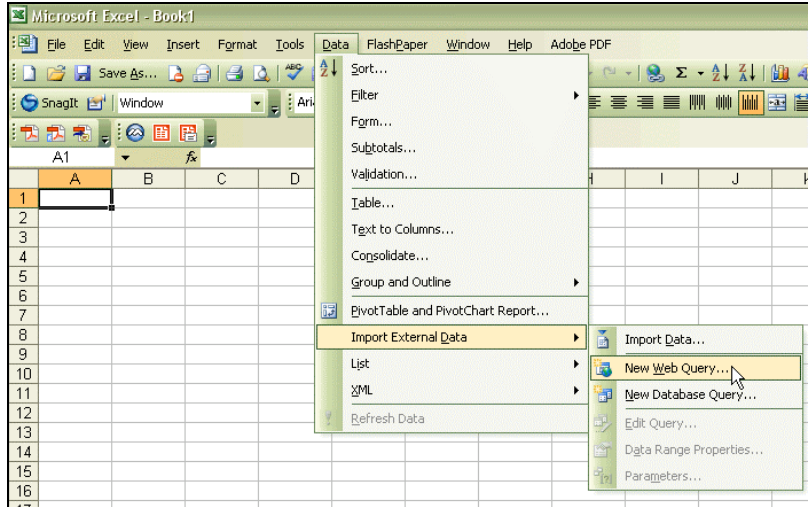 Microsoft Excel - Book1
File Edit View Insert Format Tools Data FlashPaper Window Help Adobe PDF
Save As... ABC Σ
SnagIt Window Ari
A1 fx
A B C D I J
1
2
3
4
5
6
7
8
9
10
11
12
13
14
15
16
Sort...
Filter
Form...
Subtotals...
Validation...
Table...
Text to Columns...
Consolidate...
Group and Outline
PivotTable and PivotChart Report...
Import External Data
List
XML
Refresh Data
Import Data...
New Web Query...
New Database Query...
Edit Query...
Data Range Properties...
Parameters...